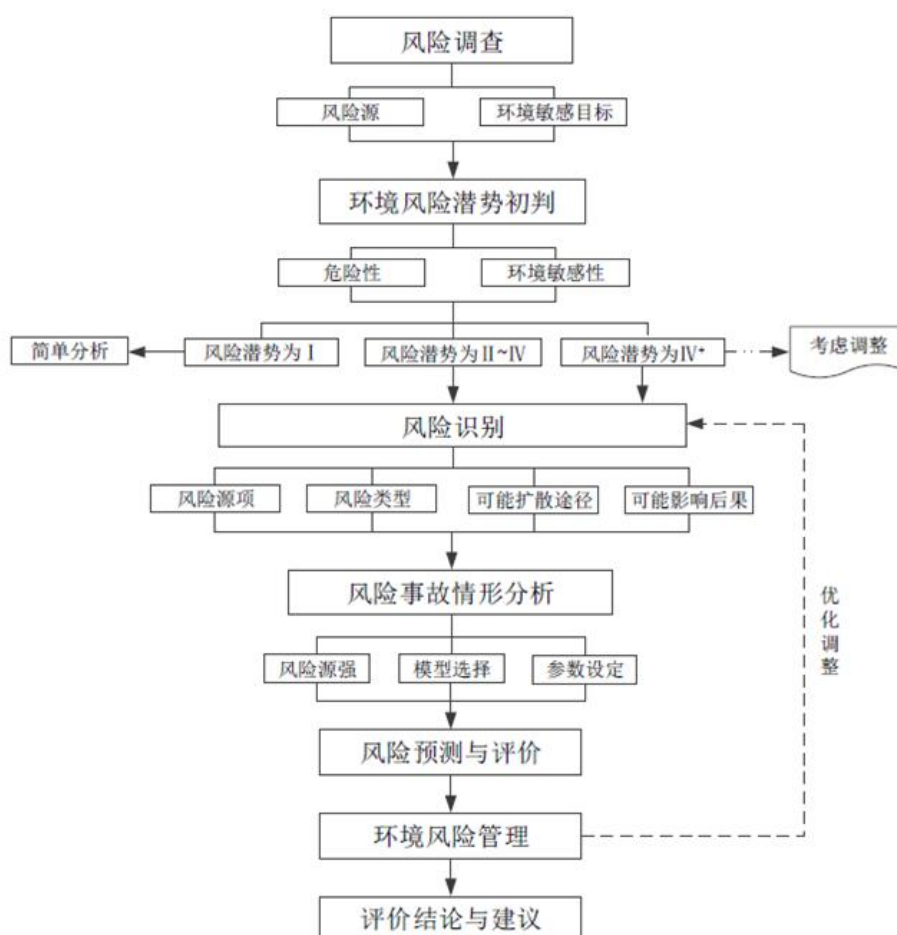 风险调查
风险源
环境敏感目标
环境风险潜势初判
危险性
环境敏感性
简单分析
风险潜势为Ⅰ
风险潜势为Ⅱ~Ⅳ
风险潜势为Ⅳ⁺
考虑调整
风险识别
风险源项
风险类型
可能扩散途径
可能影响后果
风险事故情形分析
优化调整
风险源强
模型选择
参数设定
风险预测与评价
环境风险管理
评价结论与建议